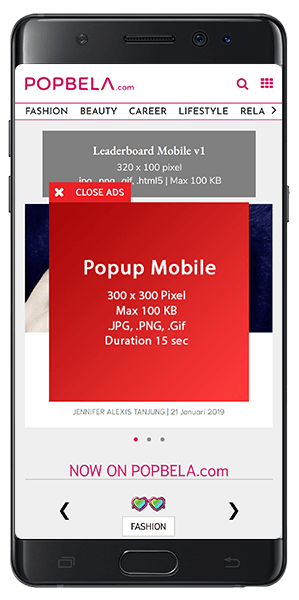 POPBELA.com
FASHION BEAUTY CAREER LIFESTYLE RELA
Leaderboard Mobile v1
320 x 100 pixel
jpg, png, gif, .html5 | Max 100 KB
CLOSE ADS
Popup Mobile
300 x 300 Pixel
Max 100 KB
.JPG, .PNG, .Gif
Duration 15 sec
JENNIFER ALEXIS TANJUNG | 21 Januari 2019
NOW ON POPBELA.com
FASHION